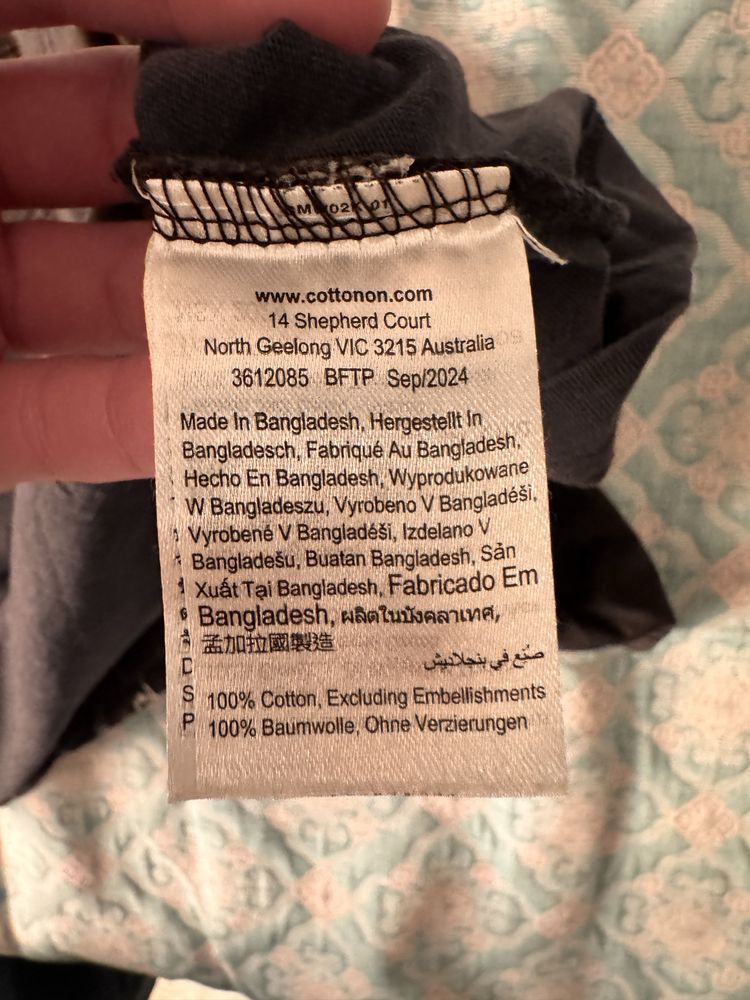 www.cottonon.com
14 Shepherd Court
North Geelong VIC 3215 Australia
3612085 BFTP Sep/2024
Made In Bangladesh, Hergestellt In
Bangladesch, Fabriqué Au Bangladesh,
Hecho En Bangladesh, Wyprodukowane
W Bangladeszu, Vyrobeno V Bangladéši,
Vyrobené V Bangladéši, Izdelano V
Bangladešu, Buatan Bangladesh, Sản
Xuất Tại Bangladesh, Fabricado Em
Bangladesh, ผลิตในบังคลาเทศ,
孟加拉國製造
صنع في بنجلاديش
D
S 100% Cotton, Excluding Embellishments
P 100% Baumwolle, Ohne Verzierungen